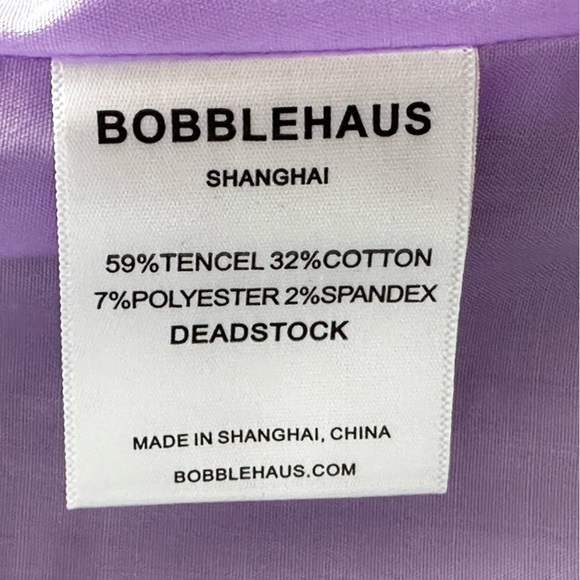 BOBBLEHAUS
SHANGHAI
59%TENCEL 32%COTTON
7%POLYESTER 2%SPANDEX
DEADSTOCK
MADE IN SHANGHAI, CHINA
BOBBLEHAUS.COM